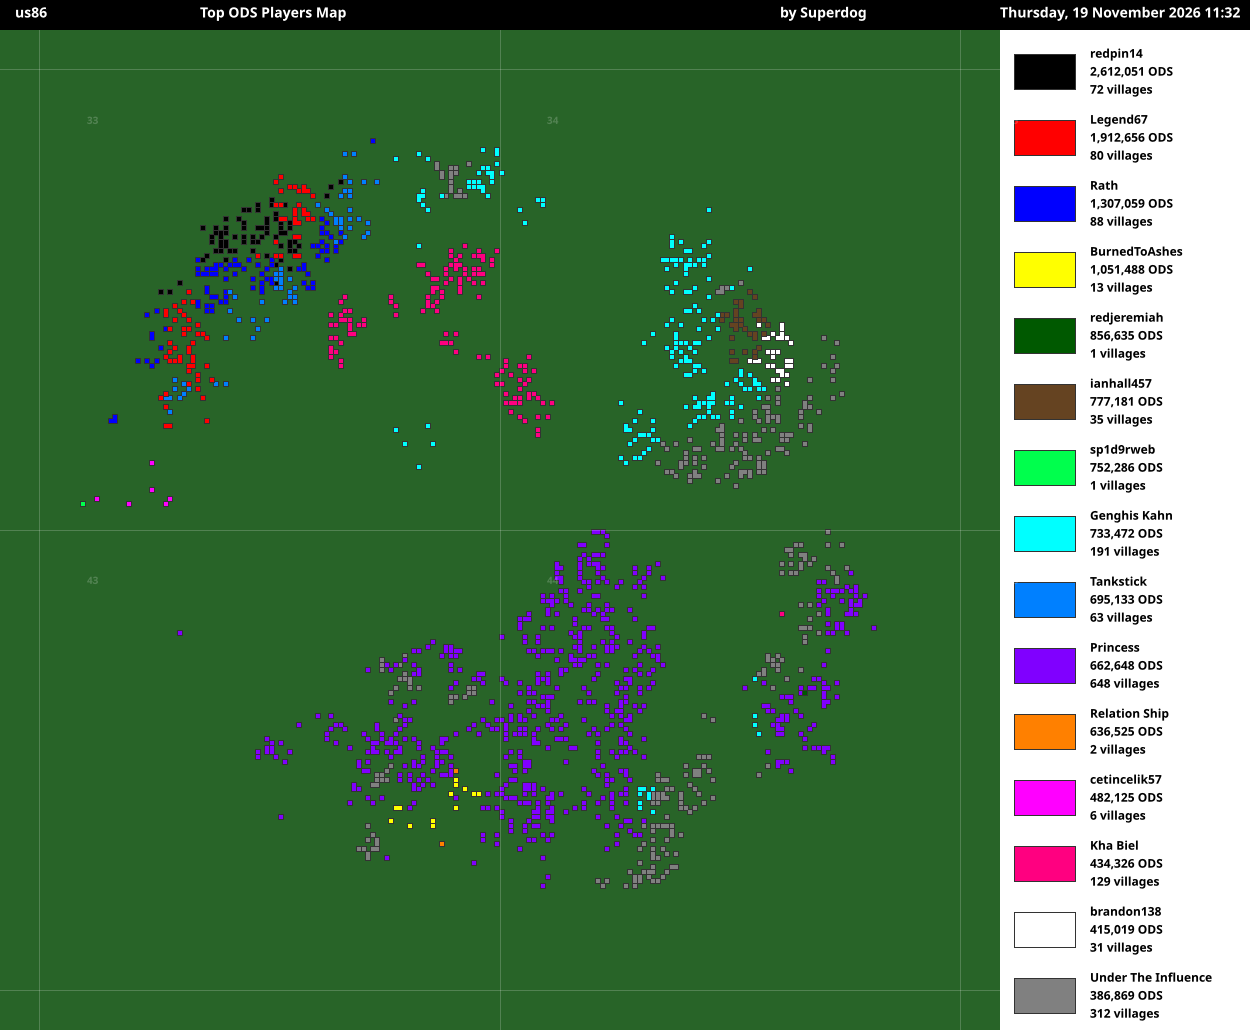 us86 Top ODS Players Map by Superdog Thursday, 19 November 2026 11:32
33
34
43
44
redpin14
2,612,051 ODS
72 villages
Legend67
1,912,656 ODS
80 villages
Rath
1,307,059 ODS
88 villages
BurnedToAshes
1,051,488 ODS
13 villages
redjeremiah
856,635 ODS
1 villages
ianhall457
777,181 ODS
35 villages
sp1d9rweb
752,286 ODS
1 villages
Genghis Kahn
733,472 ODS
191 villages
Tankstick
695,133 ODS
63 villages
Princess
662,648 ODS
648 villages
Relation Ship
636,525 ODS
2 villages
cetincelik57
482,125 ODS
6 villages
Kha Biel
434,326 ODS
129 villages
brandon138
415,019 ODS
31 villages
Under The Influence
386,869 ODS
312 villages